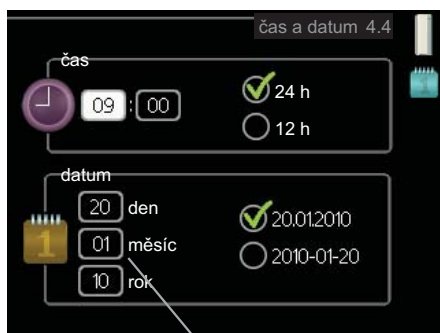 čas a datum 4.4
čas
09 : 00
24 h
12 h
datum
20 den
01 měsíc
10 rok
20.01.2010
2010-01-20
1